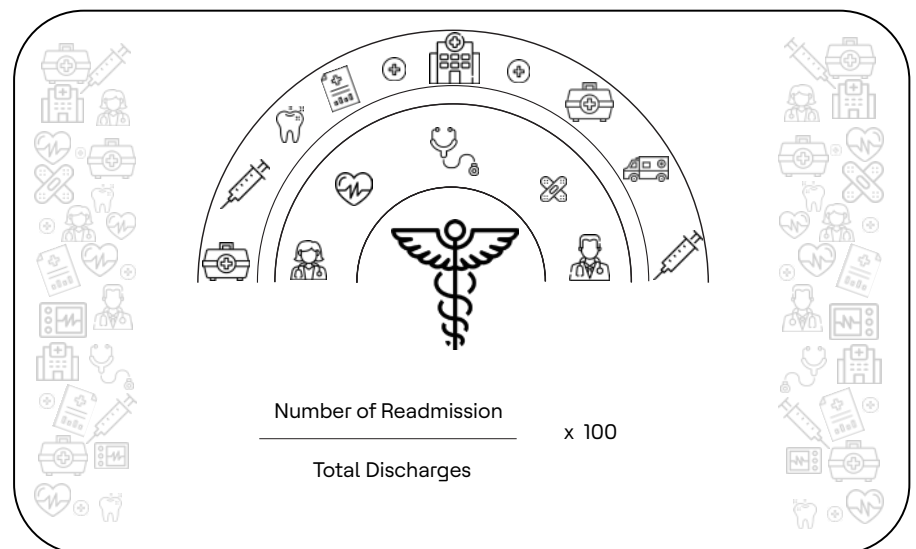 Number of Readmission
x 100
Total Discharges